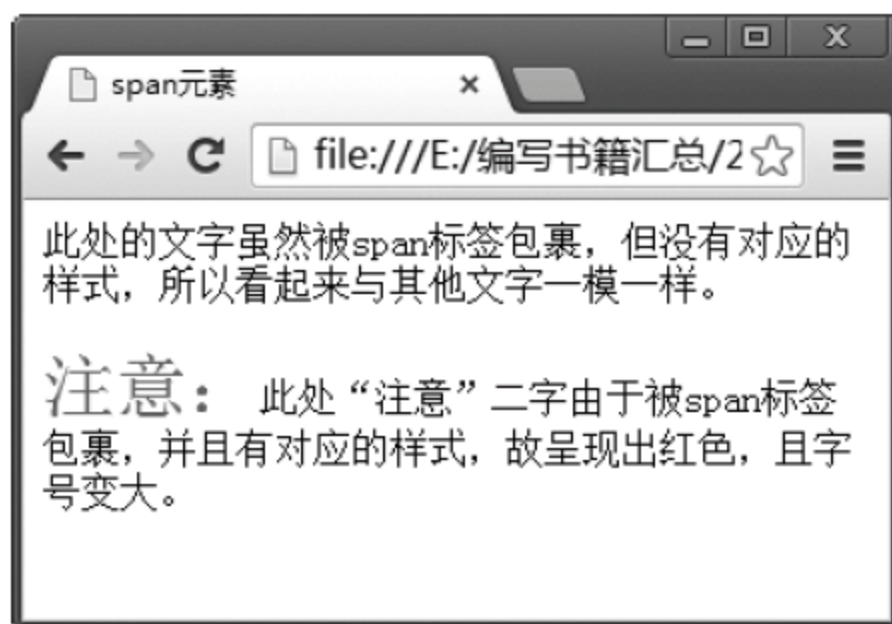 span元素
file:///E:/编写书籍汇总/2
此处的文字虽然被span标签包裹，但没有对应的
样式，所以看起来与其他文字一模一样。
注意： 此处“注意”二字由于被span标签
包裹，并且有对应的样式，故呈现出红色，且字
号变大。